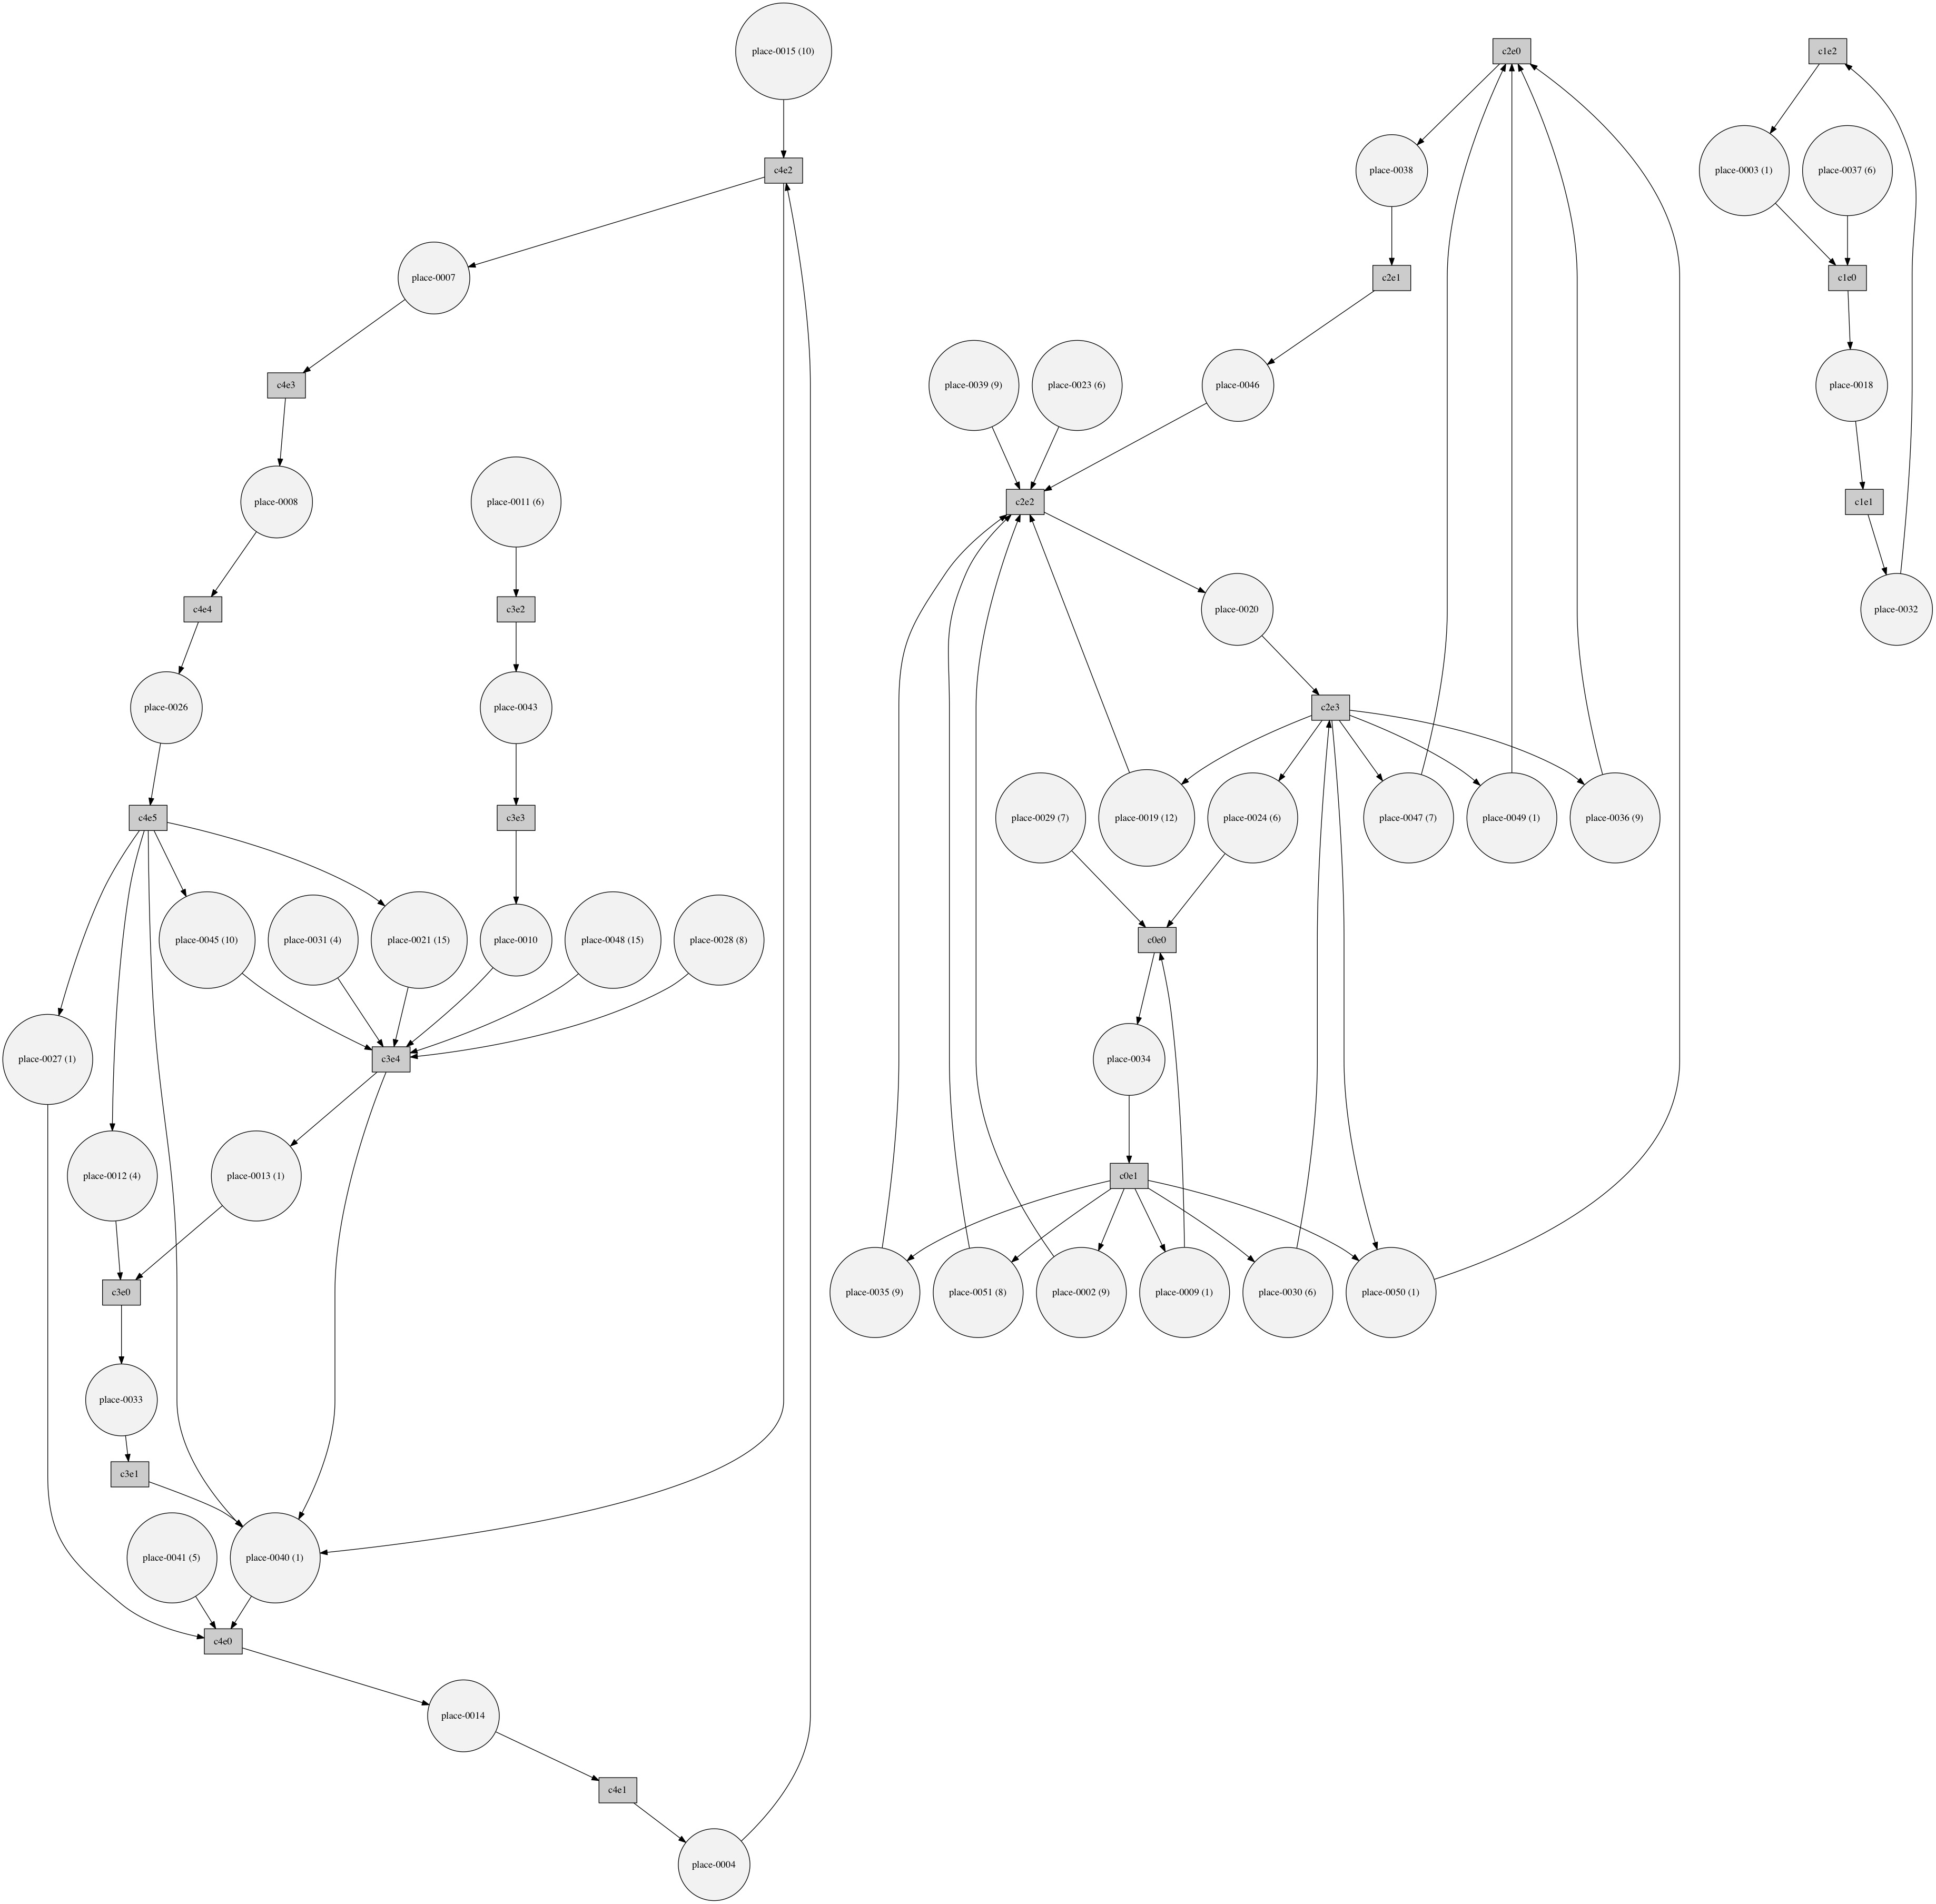 place-0015 (10)
c2e0
c1e2
c4e2
place-0038
place-0003 (1)
place-0037 (6)
place-0007
c2e1
c1e0
c4e3
place-0039 (9)
place-0023 (6)
place-0046
place-0018
place-0008
place-0011 (6)
c2e2
c1e1
c4e4
c3e2
place-0020
place-0032
place-0026
place-0043
c2e3
c4e5
c3e3
place-0029 (7)
place-0019 (12)
place-0024 (6)
place-0047 (7)
place-0049 (1)
place-0036 (9)
place-0045 (10)
place-0031 (4)
place-0021 (15)
place-0010
place-0048 (15)
place-0028 (8)
c0e0
place-0027 (1)
c3e4
place-0034
place-0012 (4)
place-0013 (1)
c0e1
c3e0
place-0035 (9)
place-0051 (8)
place-0002 (9)
place-0009 (1)
place-0030 (6)
place-0050 (1)
place-0033
c3e1
place-0041 (5)
place-0040 (1)
c4e0
place-0014
c4e1
place-0004